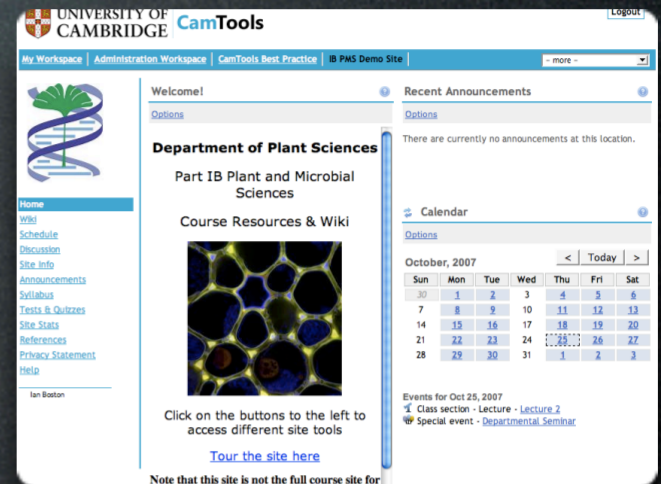 UNIVERSITY OF
CAMBRIDGE CamTools
Logout
My Workspace Administration Workspace CamTools Best Practice IB PMS Demo Site - more -
Home
Wiki
Schedule
Discussion
Site Info
Announcements
Syllabus
Tests & Quizzes
Site Stats
References
Privacy Statement
Help
Ian Boston
Welcome!
Options
Department of Plant Sciences
Part IB Plant and Microbial
Sciences
Course Resources & Wiki
Click on the buttons to the left to
access different site tools
Tour the site here
Note that this site is not the full course site for
Recent Announcements
Options
There are currently no announcements at this location.
Calendar
Options
October, 2007 < Today >
Sun Mon Tue Wed Thu Fri Sat
30 1 2 3 4 5 6
7 8 9 10 11 12 13
14 15 16 17 18 19 20
21 22 23 24 25 26 27
28 29 30 31 1 2 3
Events for Oct 25, 2007
Class section - Lecture - Lecture 2
Special event - Departmental Seminar